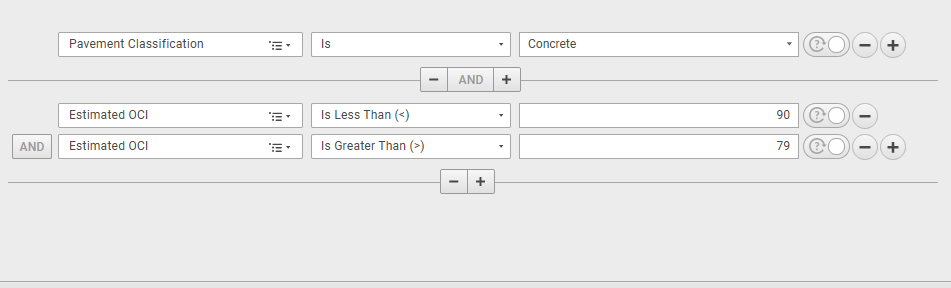 Pavement Classification Is Concrete
AND
Estimated OCI Is Less Than (<) 90
AND Estimated OCI Is Greater Than (>) 79